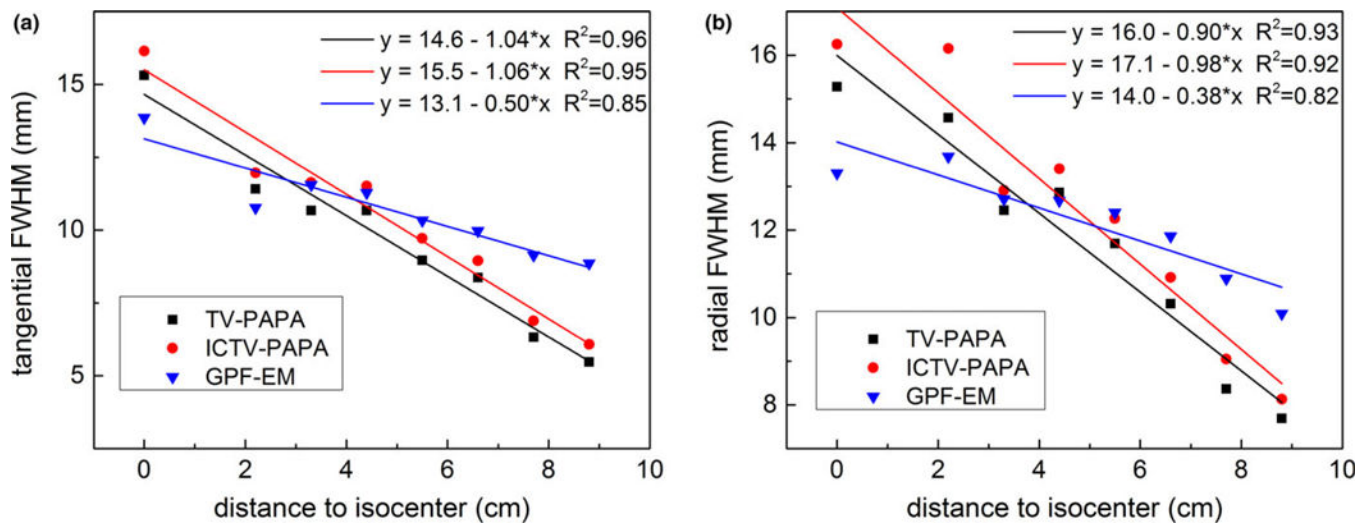 (a)
y = 14.6 - 1.04*x R²=0.96
y = 15.5 - 1.06*x R²=0.95
y = 13.1 - 0.50*x R²=0.85
tangential FWHM (mm)
15
10
5
TV-PAPA
ICTV-PAPA
GPF-EM
0 2 4 6 8 10
distance to isocenter (cm)
(b)
y = 16.0 - 0.90*x R²=0.93
y = 17.1 - 0.98*x R²=0.92
y = 14.0 - 0.38*x R²=0.82
radial FWHM (mm)
16
14
12
10
8
TV-PAPA
ICTV-PAPA
GPF-EM
0 2 4 6 8 10
distance to isocenter (cm)